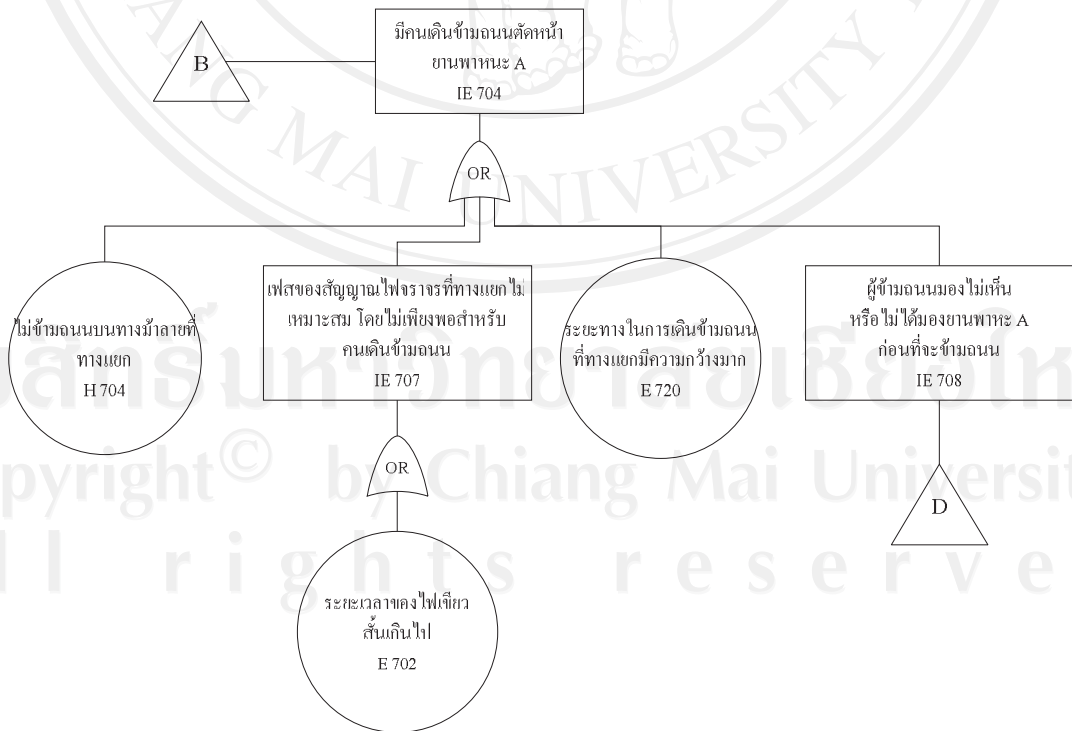 มีคนเดินข้ามถนนตัดหน้า
ยานพาหนะ A
IE 704
B
OR
ไม่ข้ามถนนบนทางม้าลายที่
ทางแยก
H 704
เฟสของสัญญาณไฟจราจรที่ทางแยกไม่
เหมาะสม โดยไม่เพียงพอสำหรับ
คนเดินข้ามถนน
IE 707
ระยะทางในการเดินข้ามถนน
ที่ทางแยกมีความกว้างมาก
E 720
ผู้ข้ามถนนมองไม่เห็น
หรือไม่ได้มองยานพาหะ A
ก่อนที่จะข้ามถนน
IE 708
OR
D
ระยะเวลาของไฟเขียว
สั้นเกินไป
E 702
ANG MAI UNIVERSITY
pyright© by Chiang Mai Universit
ll rights reserve